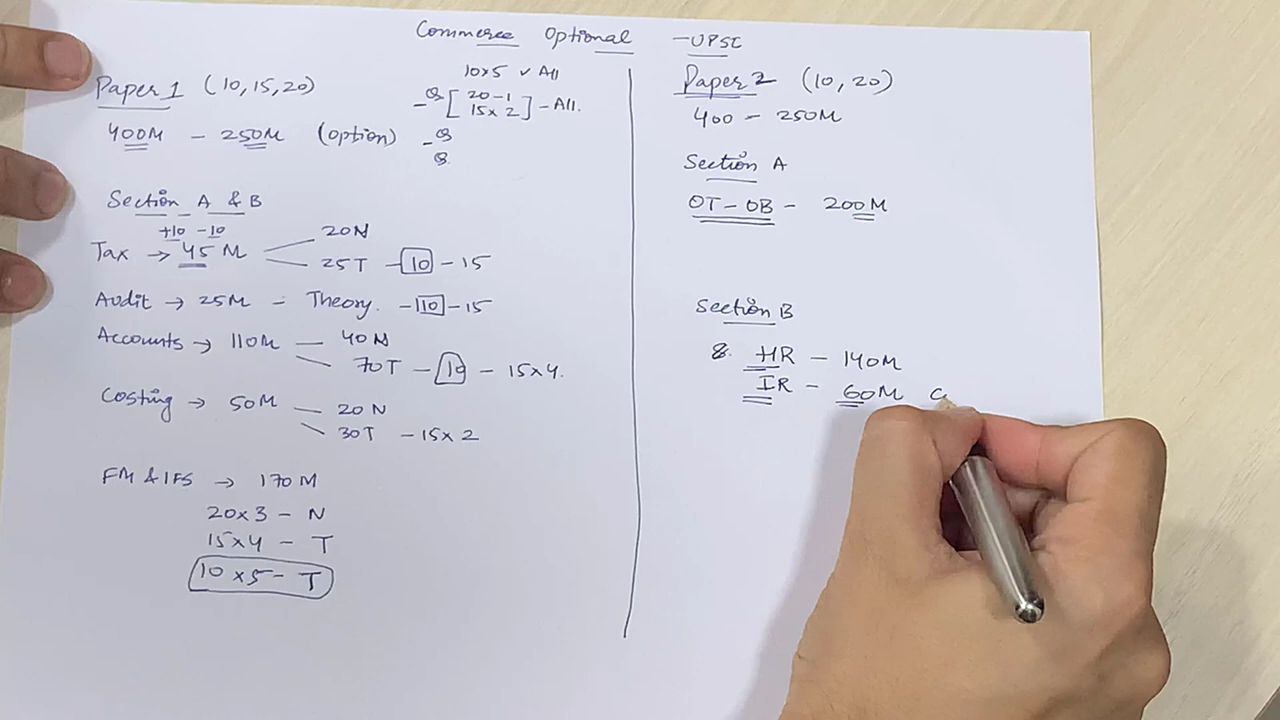 Commerce Optional - UPSC
Paper 1 (10, 15, 20)
400M - 250M (option)
10x5 ✓ All
- Q [ 20-1
15x2 ] - All.
- Q
Q
Section A & B
+10 -10
Tax → 45 M
20N
25T - 10 - 15
Audit → 25M - Theory. - 10 - 15
Accounts → 110M - 40N
70T - 10 - 15x4.
Costing → 50M - 20N
30T - 15x2
FM & IFS → 170M
20x3 - N
15x4 - T
10x5 - T
Paper 2 (10, 20)
400 - 250M
Section A
OT - OB - 200M
Section B
8. HR - 140M
IR - 60M